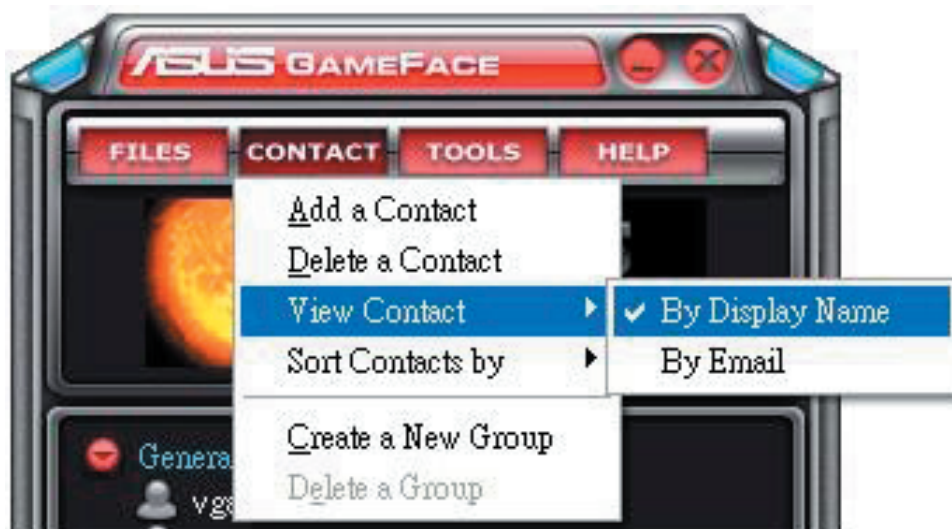 ASUS GAMEFACE
FILES CONTACT TOOLS HELP
Add a Contact
Delete a Contact
View Contact
By Display Name
Sort Contacts by
By Email
Create a New Group
Delete a Group